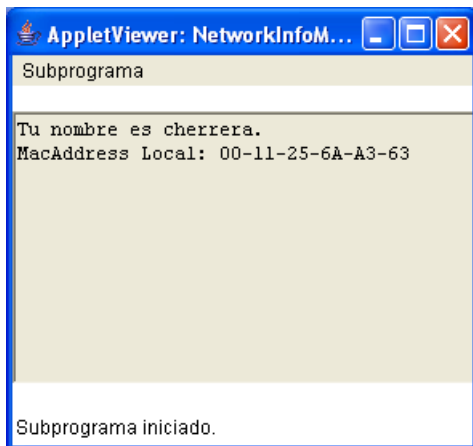 AppletViewer: NetworkInfoM...
Subprograma
Tu nombre es cherrera.
MacAddress Local: 00-11-25-6A-A3-63
Subprograma iniciado.